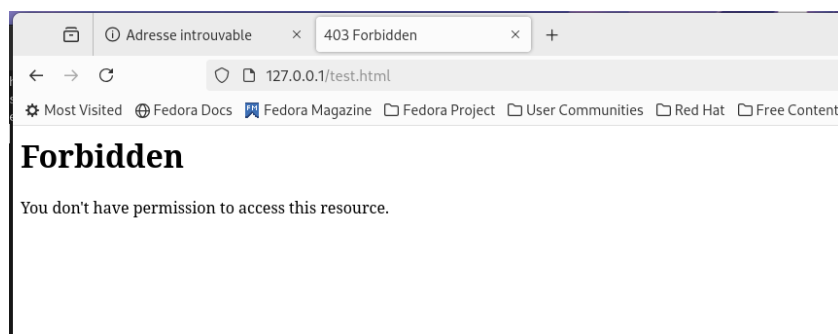 Adresse introuvable
403 Forbidden
127.0.0.1/test.html
Most Visited Fedora Docs Fedora Magazine Fedora Project User Communities Red Hat Free Content
Forbidden
You don't have permission to access this resource.